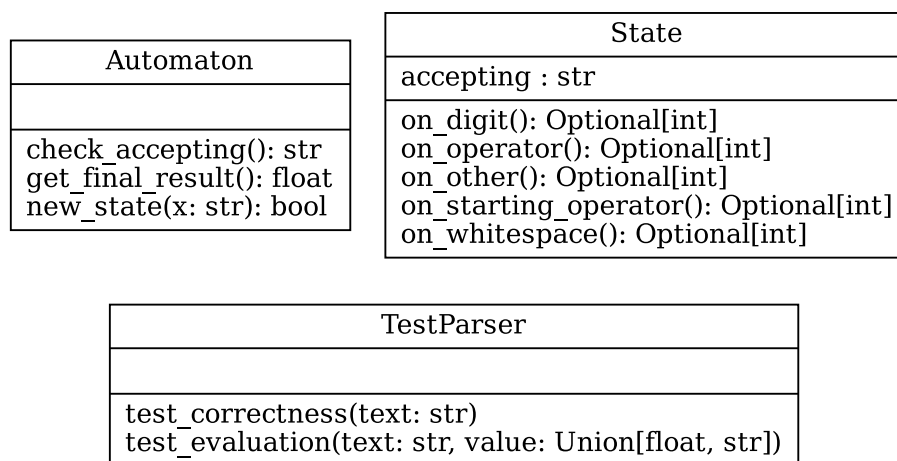 Automaton
check_accepting(): str
get_final_result(): float
new_state(x: str): bool
State
accepting : str
on_digit(): Optional[int]
on_operator(): Optional[int]
on_other(): Optional[int]
on_starting_operator(): Optional[int]
on_whitespace(): Optional[int]
TestParser
test_correctness(text: str)
test_evaluation(text: str, value: Union[float, str])